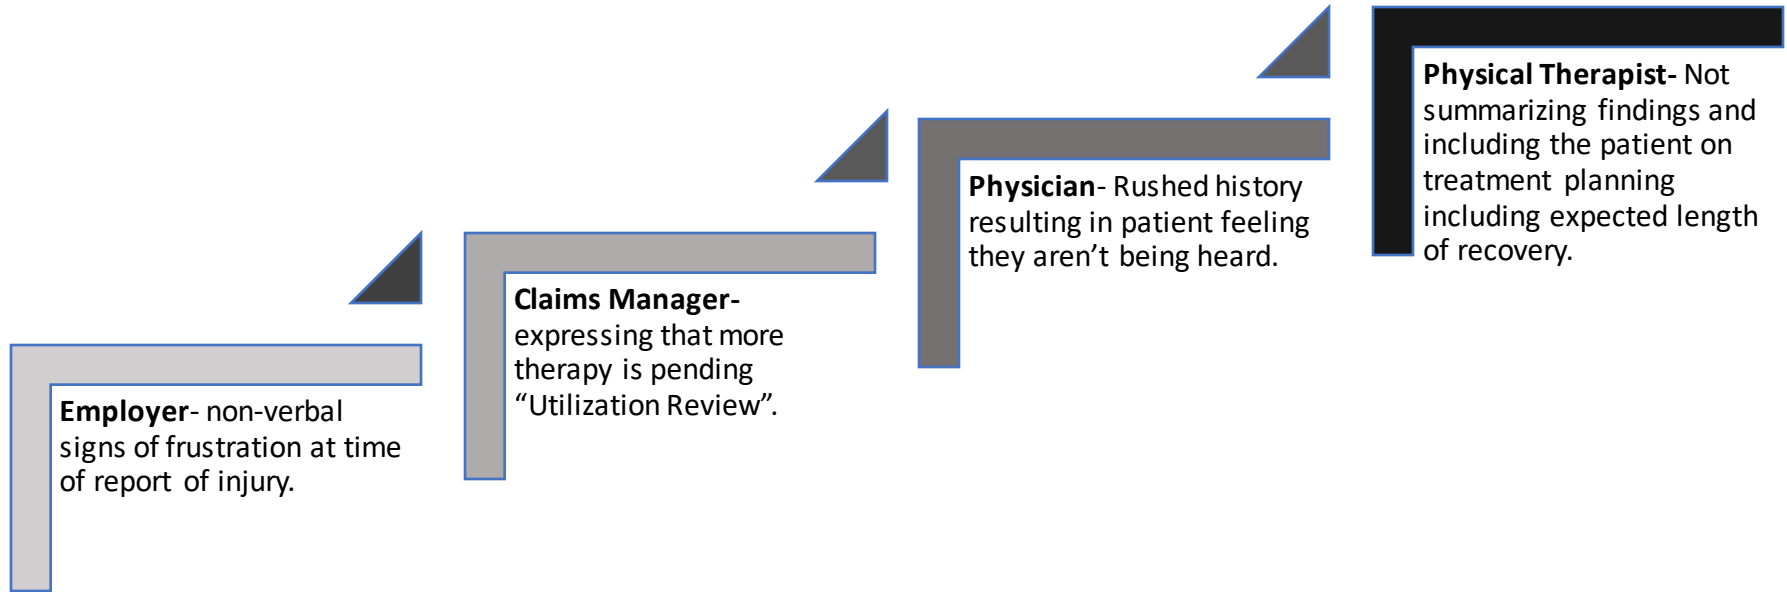 Employer- non-verbal
signs of frustration at time
of report of injury.
Claims Manager-
expressing that more
therapy is pending
“Utilization Review”.
Physician- Rushed history
resulting in patient feeling
they aren’t being heard.
Physical Therapist- Not
summarizing findings and
including the patient on
treatment planning
including expected length
of recovery.